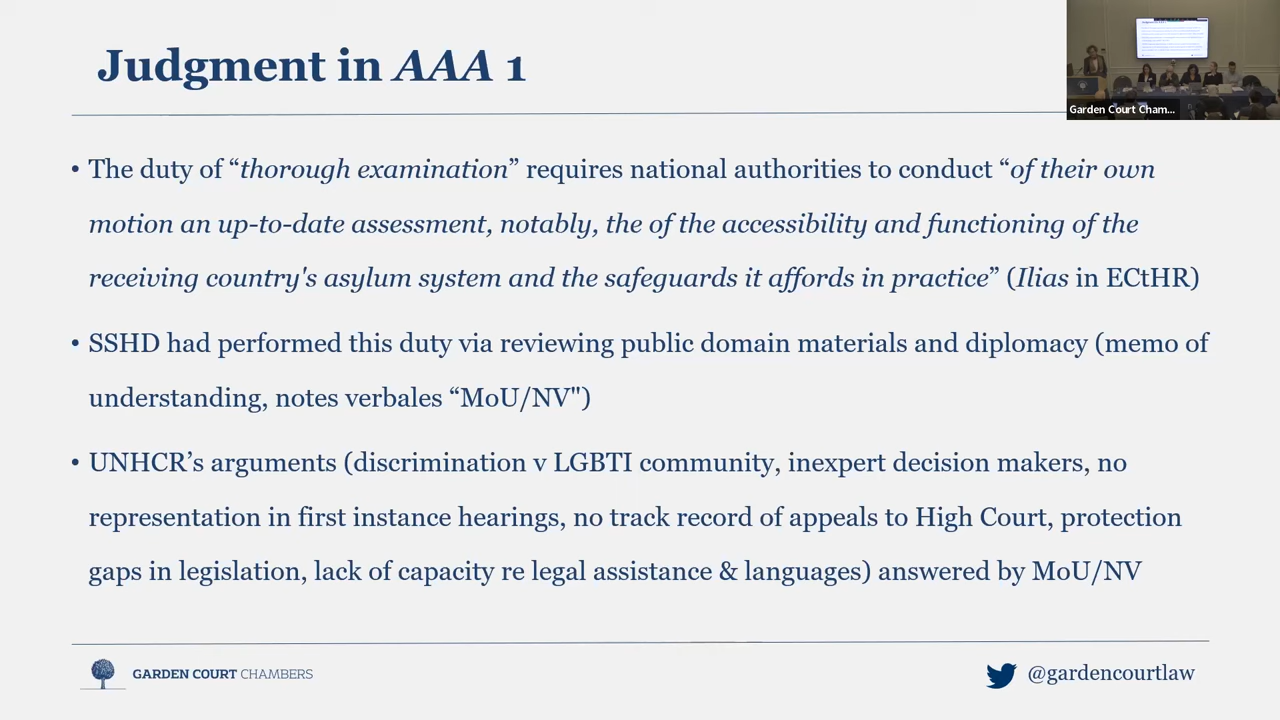 Judgment in AAA 1
Garden Court Cham...
• The duty of “thorough examination” requires national authorities to conduct “of their own
motion an up-to-date assessment, notably, the of the accessibility and functioning of the
receiving country's asylum system and the safeguards it affords in practice” (Ilias in ECtHR)
• SSHD had performed this duty via reviewing public domain materials and diplomacy (memo of
understanding, notes verbales “MoU/NV")
• UNHCR’s arguments (discrimination v LGBTI community, inexpert decision makers, no
representation in first instance hearings, no track record of appeals to High Court, protection
gaps in legislation, lack of capacity re legal assistance & languages) answered by MoU/NV
GARDEN COURT CHAMBERS
@gardencourtlaw